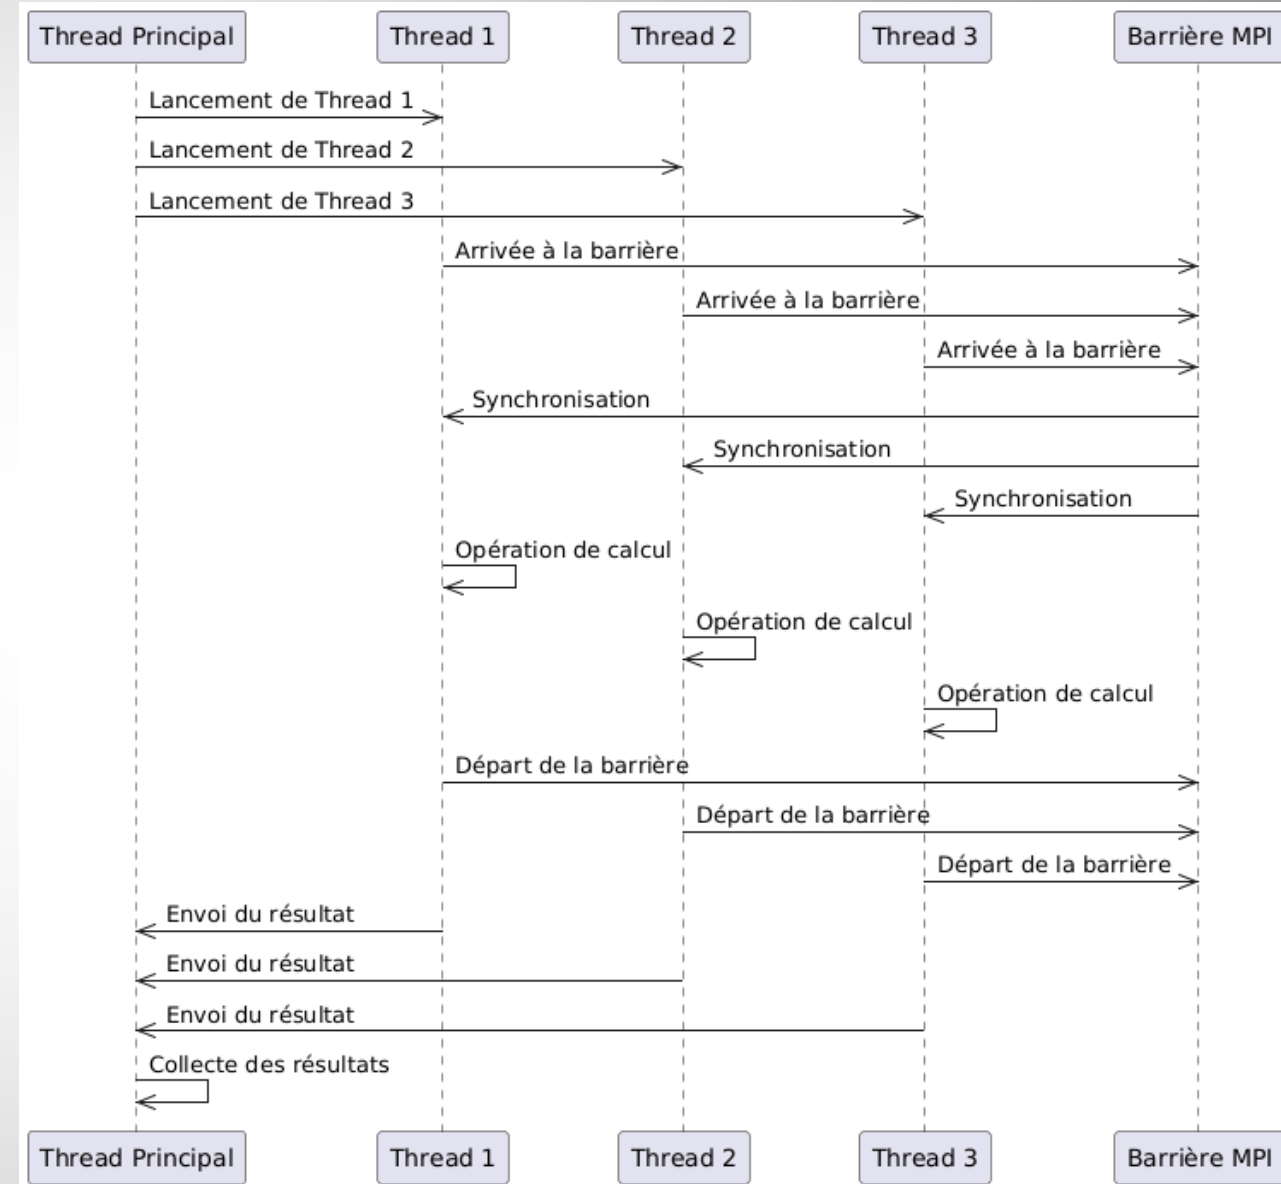 Thread Principal
Thread 1
Thread 2
Thread 3
Barrière MPI
Lancement de Thread 1
Lancement de Thread 2
Lancement de Thread 3
Arrivée à la barrière
Arrivée à la barrière
Arrivée à la barrière
Synchronisation
Synchronisation
Synchronisation
Opération de calcul
Opération de calcul
Opération de calcul
Départ de la barrière
Départ de la barrière
Départ de la barrière
Envoi du résultat
Envoi du résultat
Envoi du résultat
Collecte des résultats
Thread Principal
Thread 1
Thread 2
Thread 3
Barrière MPI